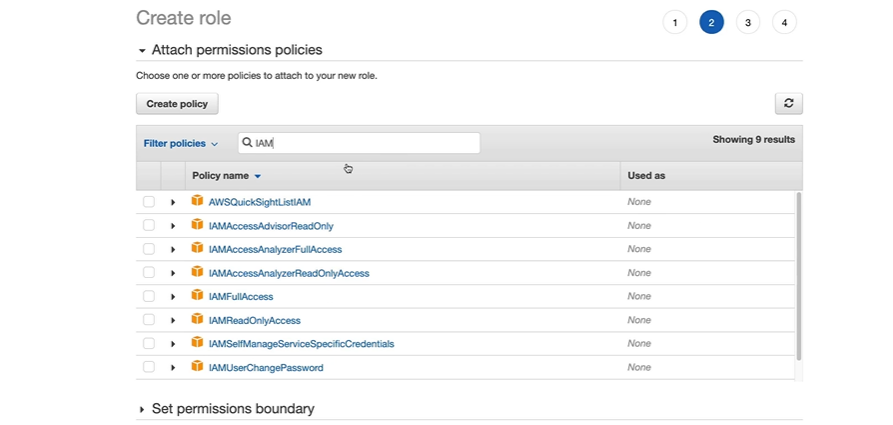 Create role
1 2 3 4
Attach permissions policies
Choose one or more policies to attach to your new role.
Create policy
Filter policies IAM Showing 9 results
Policy name Used as
AWSQuickSightListIAM None
IAMAccessAdvisorReadOnly None
IAMAccessAnalyzerFullAccess None
IAMAccessAnalyzerReadOnlyAccess None
IAMFullAccess None
IAMReadOnlyAccess None
IAMSelfManageServiceSpecificCredentials None
IAMUserChangePassword None
Set permissions boundary